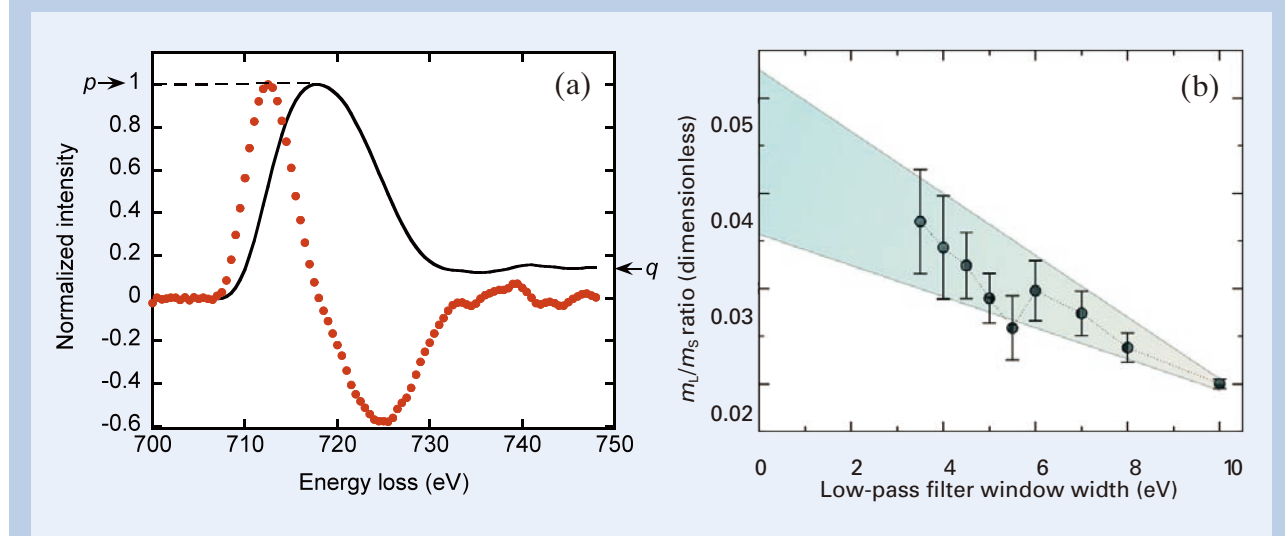 p
q
(a)
1
0.8
0.6
0.4
0.2
0
-0.2
-0.4
-0.6
700 710 720 730 740 750
Normalized intensity
Energy loss (eV)
(b)
0.05
0.04
0.03
0.02
0 2 4 6 8 10
mL/mS ratio (dimensionless)
Low-pass filter window width (eV)